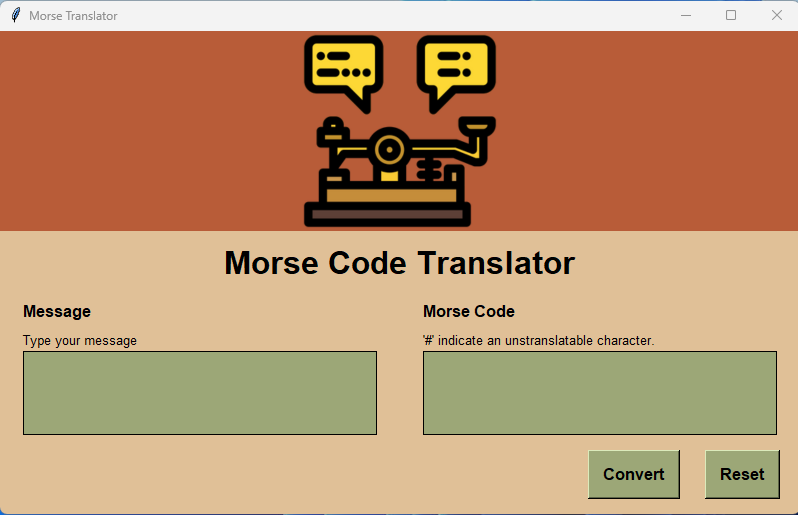 Morse Translator
Morse Code Translator
Message
Morse Code
Type your message
'#' indicate an unstranslatable character.
Convert
Reset